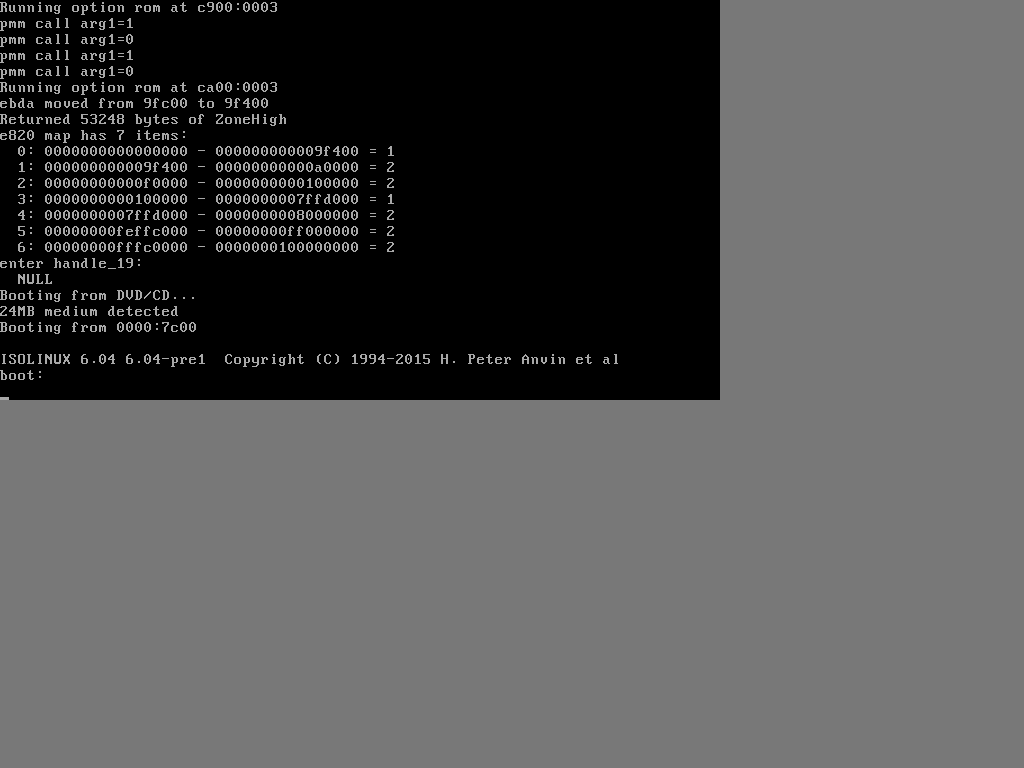 Running option rom at c900:0003
pmm call arg1=1
pmm call arg1=0
pmm call arg1=1
pmm call arg1=0
Running option rom at ca00:0003
ebda moved from 9fc00 to 9f400
Returned 53248 bytes of ZoneHigh
e820 map has 7 items:
  0: 0000000000000000 - 000000000009f400 = 1
  1: 000000000009f400 - 00000000000a0000 = 2
  2: 00000000000f0000 - 0000000000100000 = 2
  3: 0000000000100000 - 0000000007ffd000 = 1
  4: 0000000007ffd000 - 0000000008000000 = 2
  5: 00000000feffc000 - 00000000ff000000 = 2
  6: 00000000fffc0000 - 0000000100000000 = 2
enter handle_19:
  NULL
Booting from DVD/CD...
24MB medium detected
Booting from 0000:7c00
ISOLINUX 6.04 6.04-pre1  Copyright (C) 1994-2015 H. Peter Anvin et al
boot: